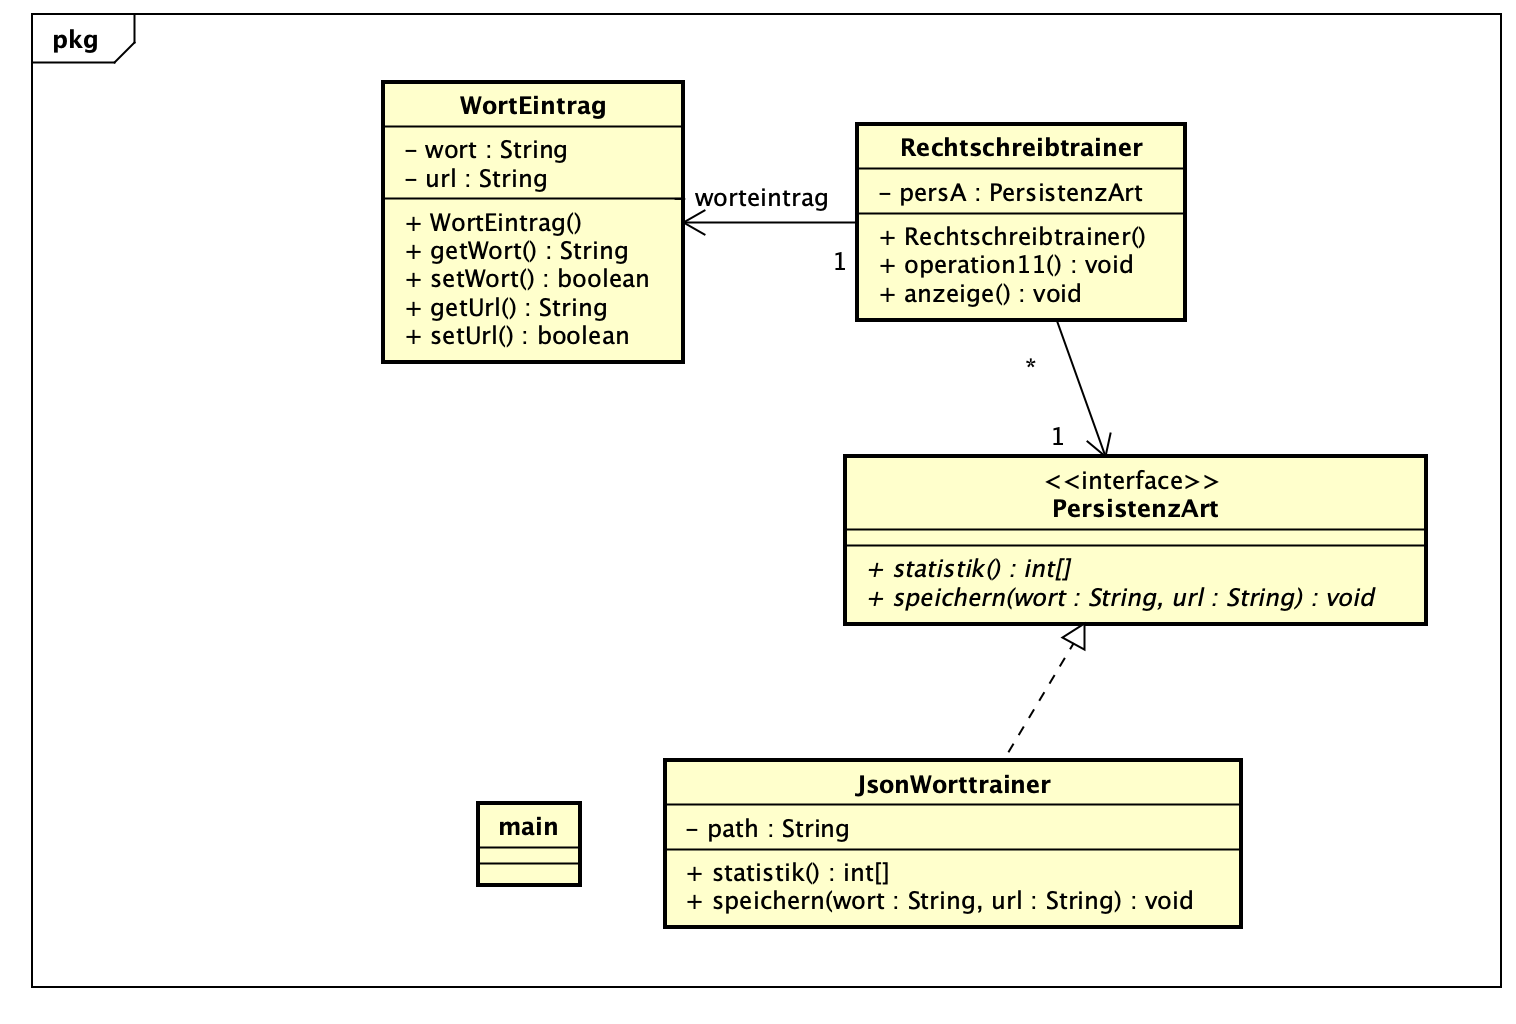 pkg
WortEintrag
- wort : String
- url : String
+ WortEintrag()
+ getWort() : String
+ setWort() : boolean
+ getUrl() : String
+ setUrl() : boolean
worteintrag
1
Rechtschreibtrainer
- persA : PersistenzArt
+ Rechtschreibtrainer()
+ operation11() : void
+ anzeige() : void
*
1
<<interface>>
PersistenzArt
+ statistik() : int[]
+ speichern(wort : String, url : String) : void
main
JsonWorttrainer
- path : String
+ statistik() : int[]
+ speichern(wort : String, url : String) : void